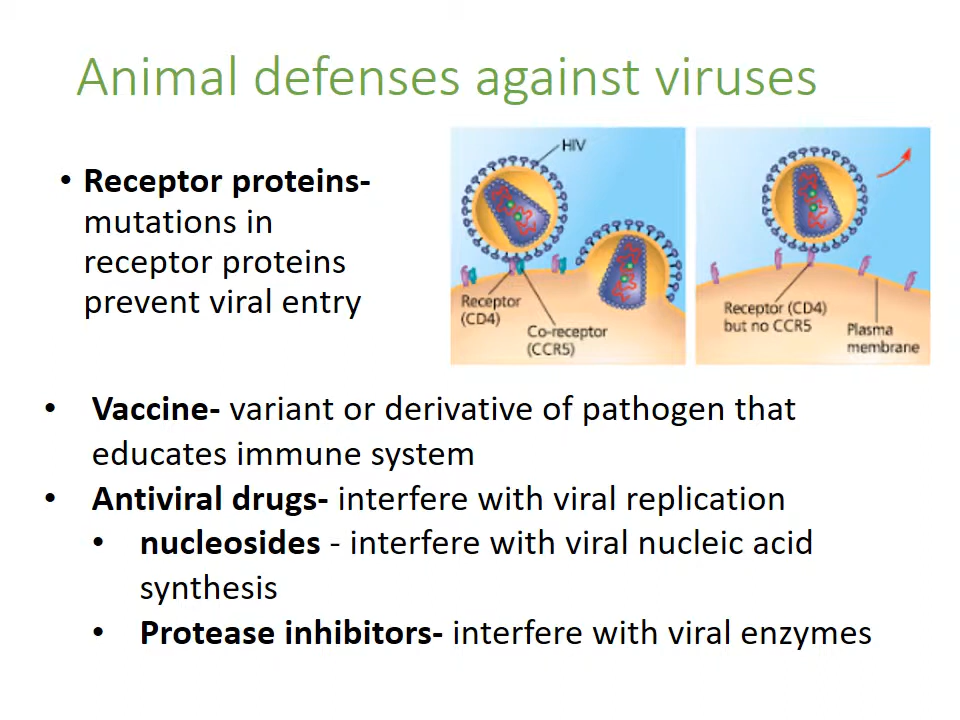 Animal defenses against viruses
• Receptor proteins-
mutations in
receptor proteins
prevent viral entry
HIV
Receptor
(CD4)
Co-receptor
(CCR5)
Receptor (CD4)
but no CCR5
Plasma
membrane
• Vaccine- variant or derivative of pathogen that
educates immune system
• Antiviral drugs- interfere with viral replication
• nucleosides - interfere with viral nucleic acid
synthesis
• Protease inhibitors- interfere with viral enzymes